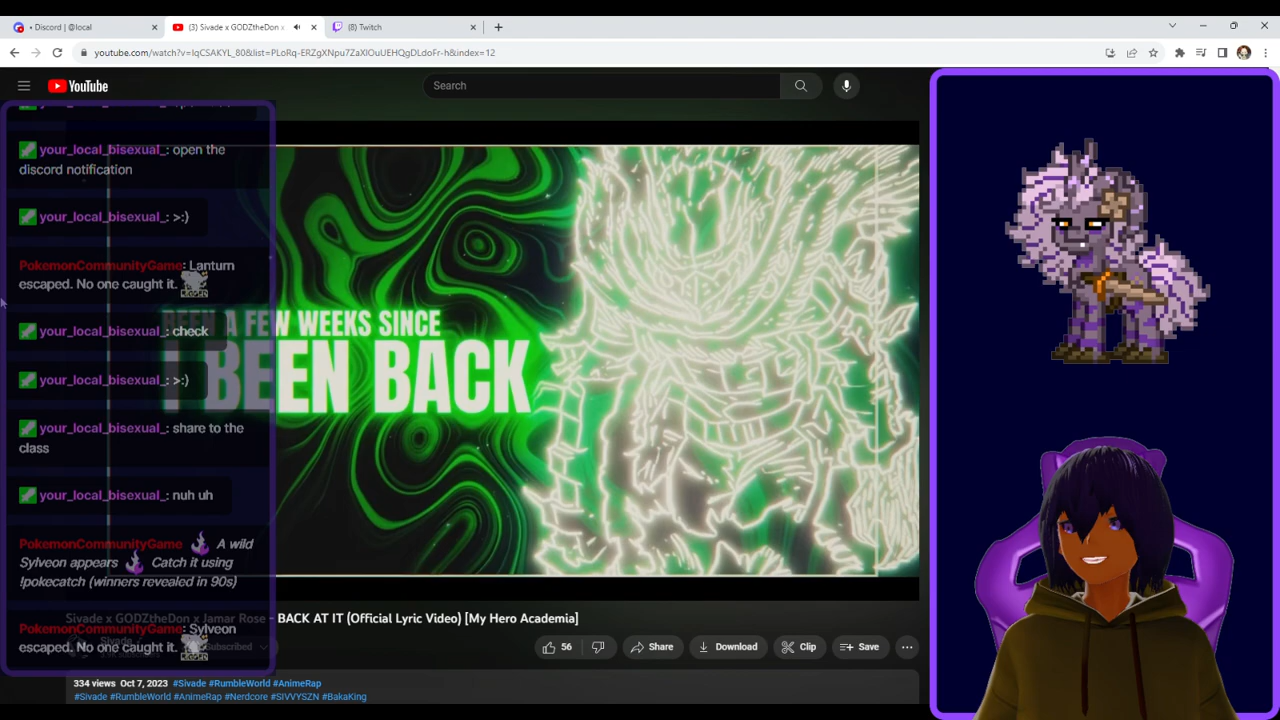 • Discord | @local
(3) Sivade x GODZtheDon x
(8) Twitch
youtube.com/watch?v=IqCSAKYL_80&list=PLoRq-ERZgXNpu7ZaXlOuUEHQgDLdoFr-h&index=12
YouTube
Search
your_local_bisexual_: open the
discord notification
your_local_bisexual_: >:)
PokemonCommunityGame: Lanturn
escaped. No one caught it.
your_local_bisexual_: check
your_local_bisexual_: >:)
your_local_bisexual_: share to the
class
your_local_bisexual_: nuh uh
PokemonCommunityGame A wild
Sylveon appears Catch it using
!pokecatch (winners revealed in 90s)
PokemonCommunityGame: Sylveon
escaped. No one caught it.
BEEN A FEW WEEKS SINCE
I BEEN BACK
Sivade x GODZtheDon x Jamar Rose - BACK AT IT (Official Lyric Video) [My Hero Academia]
Sivade
Subscribed
56
Share
Download
Clip
Save
334 views Oct 7, 2023 #Sivade #RumbleWorld #AnimeRap
#Sivade #RumbleWorld #AnimeRap #Nerdcore #SIVVYSZN #BakaKing